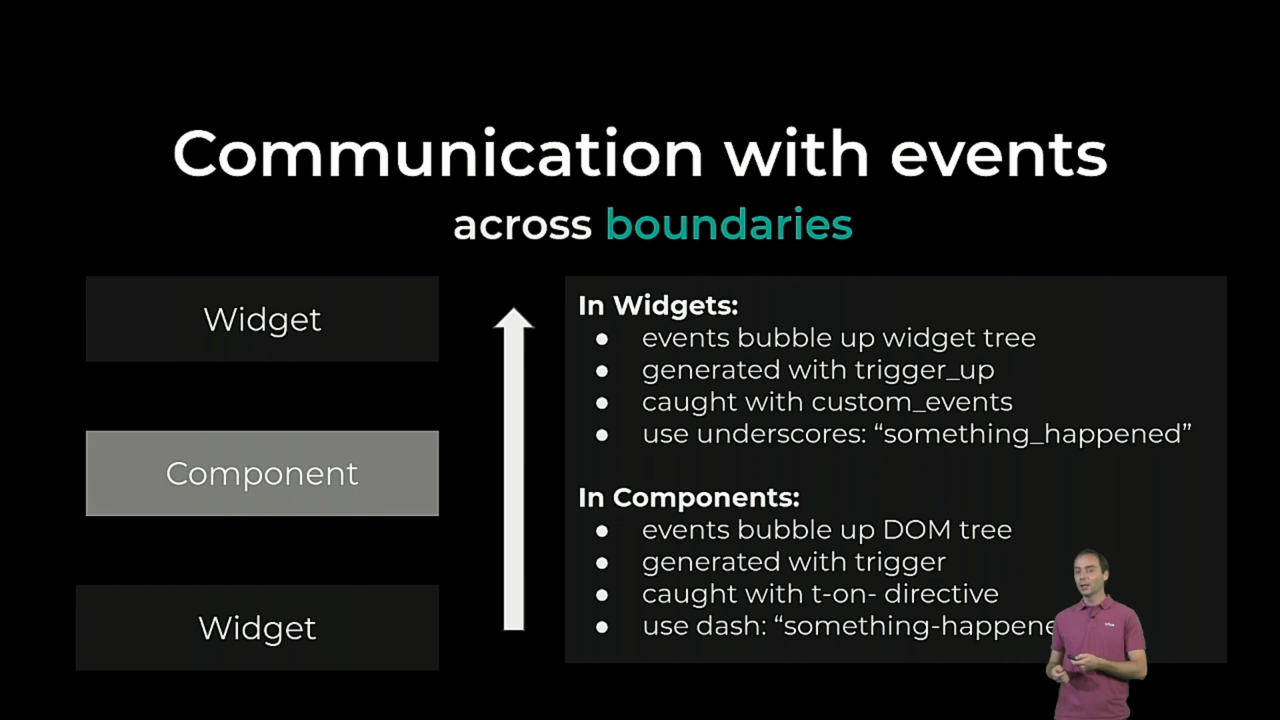 Communication with events
across boundaries
Widget
Component
Widget
In Widgets:
● events bubble up widget tree
● generated with trigger_up
● caught with custom_events
● use underscores: “something_happened”
In Components:
● events bubble up DOM tree
● generated with trigger
● caught with t-on- directive
● use dash: “something-happene